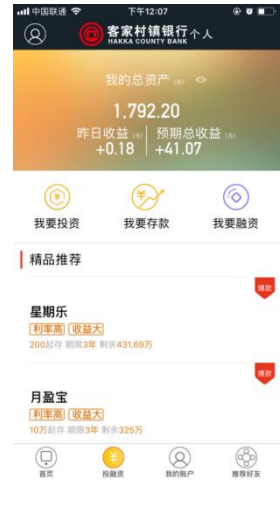 中国联通 下午12:07
客家村镇银行 个人
HAKKA COUNTY BANK
我的总资产(元)
1,792.20
昨日收益(元) 预期总收益(元)
+0.18 +41.07
我要投资 我要存款 我要融资
精品推荐
爆款
星期乐
利率高 收益大
200起存 期限3年 剩余431.69万
爆款
月盈宝
利率高 收益大
10万起存 期限3年 剩余325万
首页 投融资 我的账户 推荐好友